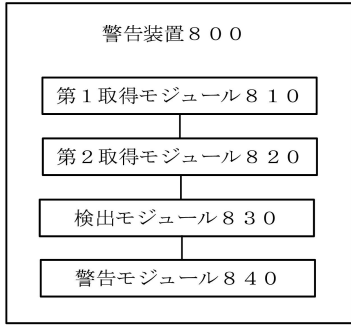 警告装置８００
第１取得モジュール８１０
第２取得モジュール８２０
検出モジュール８３０
警告モジュール８４０